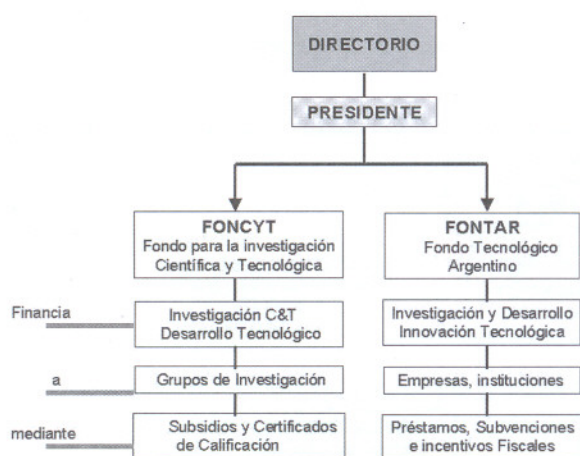 DIRECTORIO
PRESIDENTE
FONCYT
Fondo para la investigación
Científica y Tecnológica
FONTAR
Fondo Tecnológico
Argentino
Financia
Investigación C&T
Desarrollo Tecnológico
Investigación y Desarrollo
Innovación Tecnológica
a
Grupos de Investigación
Empresas, instituciones
mediante
Subsidios y Certificados
de Calificación
Préstamos, Subvenciones
e incentivos Fiscales